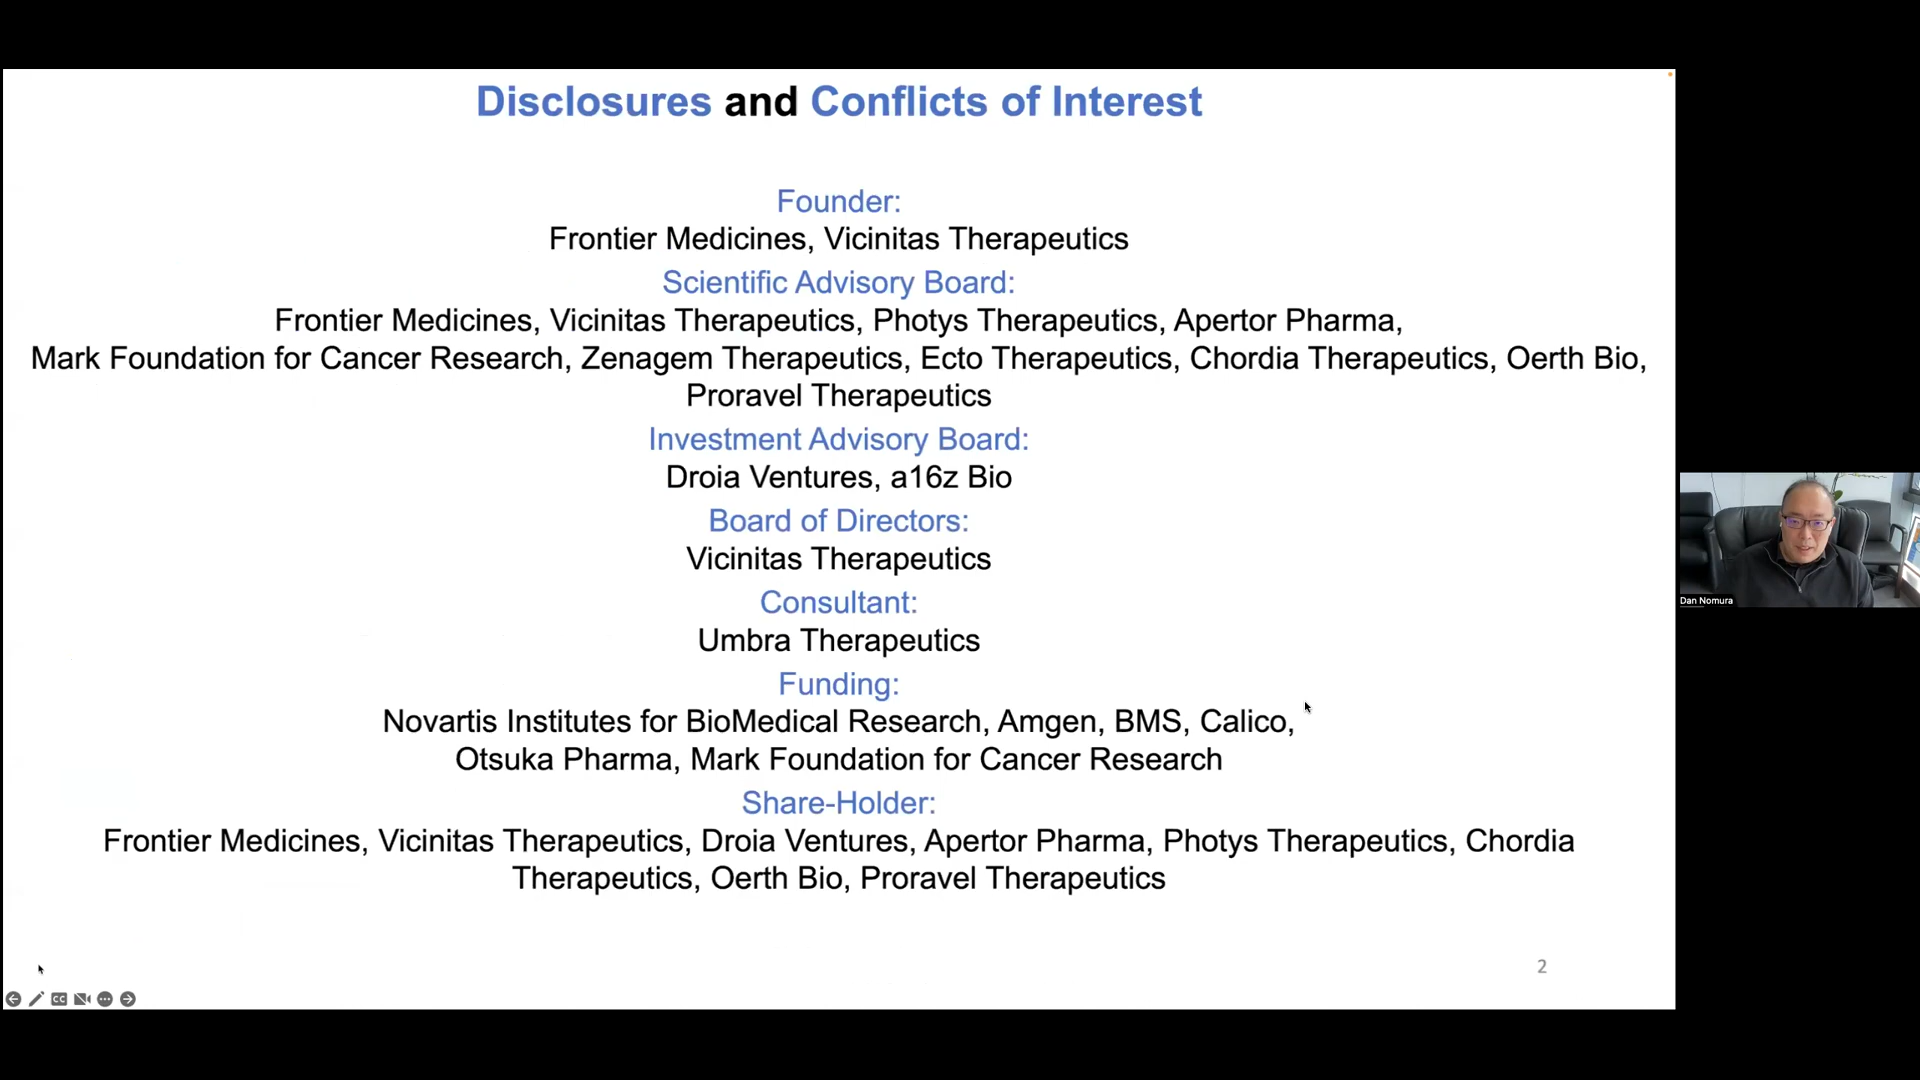 Disclosures and Conflicts of Interest
Founder:
Frontier Medicines, Vicinitas Therapeutics
Scientific Advisory Board:
Frontier Medicines, Vicinitas Therapeutics, Photys Therapeutics, Apertor Pharma,
Mark Foundation for Cancer Research, Zenagem Therapeutics, Ecto Therapeutics, Chordia Therapeutics, Oerth Bio,
Proravel Therapeutics
Investment Advisory Board:
Droia Ventures, a16z Bio
Board of Directors:
Vicinitas Therapeutics
Consultant:
Umbra Therapeutics
Funding:
Novartis Institutes for BioMedical Research, Amgen, BMS, Calico,
Otsuka Pharma, Mark Foundation for Cancer Research
Share-Holder:
Frontier Medicines, Vicinitas Therapeutics, Droia Ventures, Apertor Pharma, Photys Therapeutics, Chordia
Therapeutics, Oerth Bio, Proravel Therapeutics
2
CC
Dan Nomura